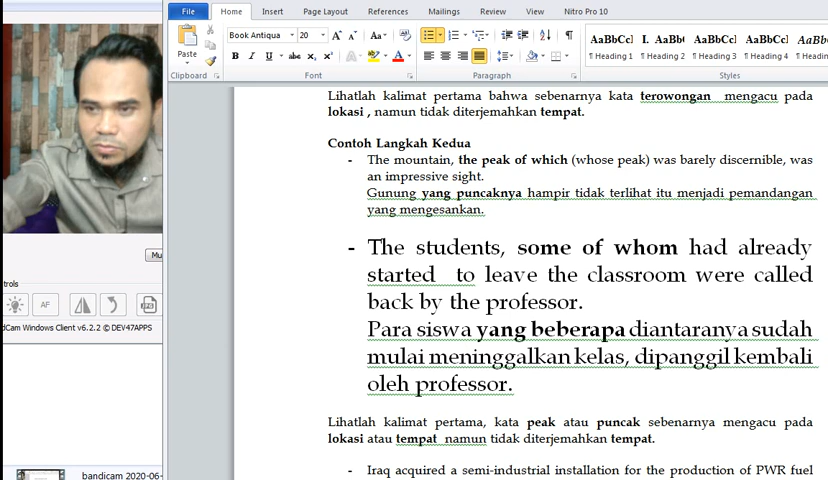 File Home Insert Page Layout References Mailings Review View Nitro Pro 10
Paste
Book Antiqua 20
B I U abc x₂ x² A
AaBbCcI I. AaBbC AaBbCcI AaBbCcI AaBb
¶ Heading 1 ¶ Heading 2 ¶ Heading 3 ¶ Heading 4 ¶ Head
Clipboard Font Paragraph Styles
Lihatlah kalimat pertama bahwa sebenarnya kata terowongan mengacu pada
lokasi , namun tidak diterjemahkan tempat.
Contoh Langkah Kedua
- The mountain, the peak of which (whose peak) was barely discernible, was
an impressive sight.
Gunung yang puncaknya hampir tidak terlihat itu menjadi pemandangan
yang mengesankan.
- The students, some of whom had already
started to leave the classroom were called
back by the professor.
Para siswa yang beberapa diantaranya sudah
mulai meninggalkan kelas, dipanggil kembali
oleh professor.
Lihatlah kalimat pertama, kata peak atau puncak sebenarnya mengacu pada
lokasi atau tempat namun tidak diterjemahkan tempat.
- Iraq acquired a semi-industrial installation for the production of PWR fuel
Mu
trols
AF
dCam Windows Client v6.2.2 © DEV47APPS
bandicam 2020-06-